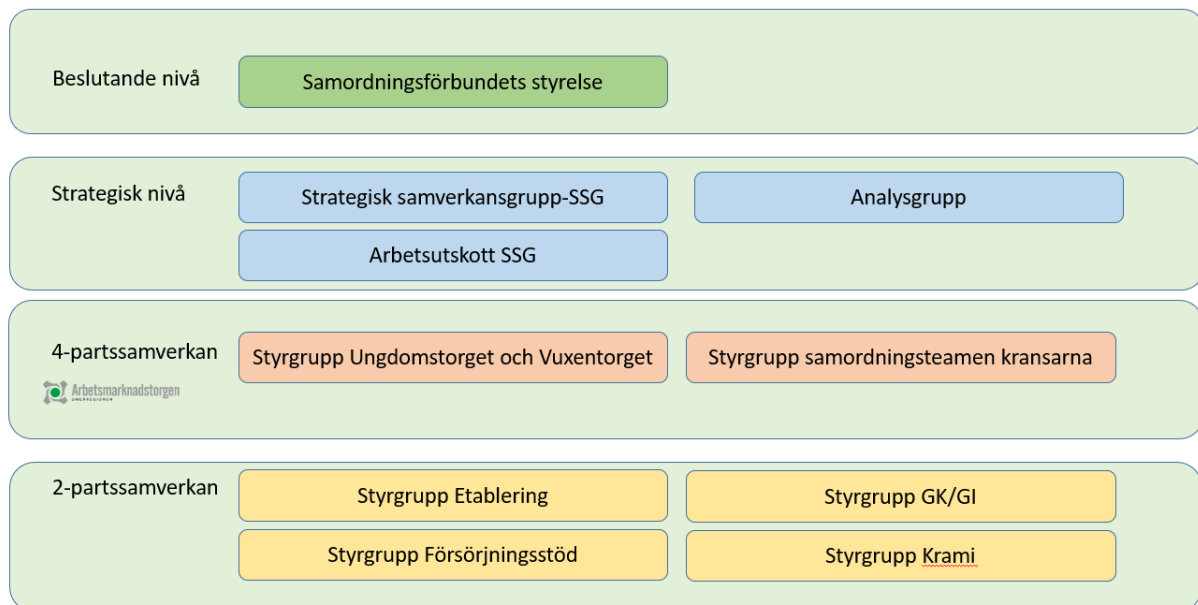 Beslutande nivå
Samordningsförbundets styrelse
Strategisk nivå
Strategisk samverkansgrupp-SSG
Analysgrupp
Arbetsutskott SSG
4-partssamverkan
Styrgrupp Ungdomstorget och Vuxentorget
Styrgrupp samordningsteamen kransarna
Arbetsmarknadstorgen
UMEÅREGIONEN
2-partssamverkan
Styrgrupp Etablering
Styrgrupp GK/GI
Styrgrupp Försörjningsstöd
Styrgrupp Krami